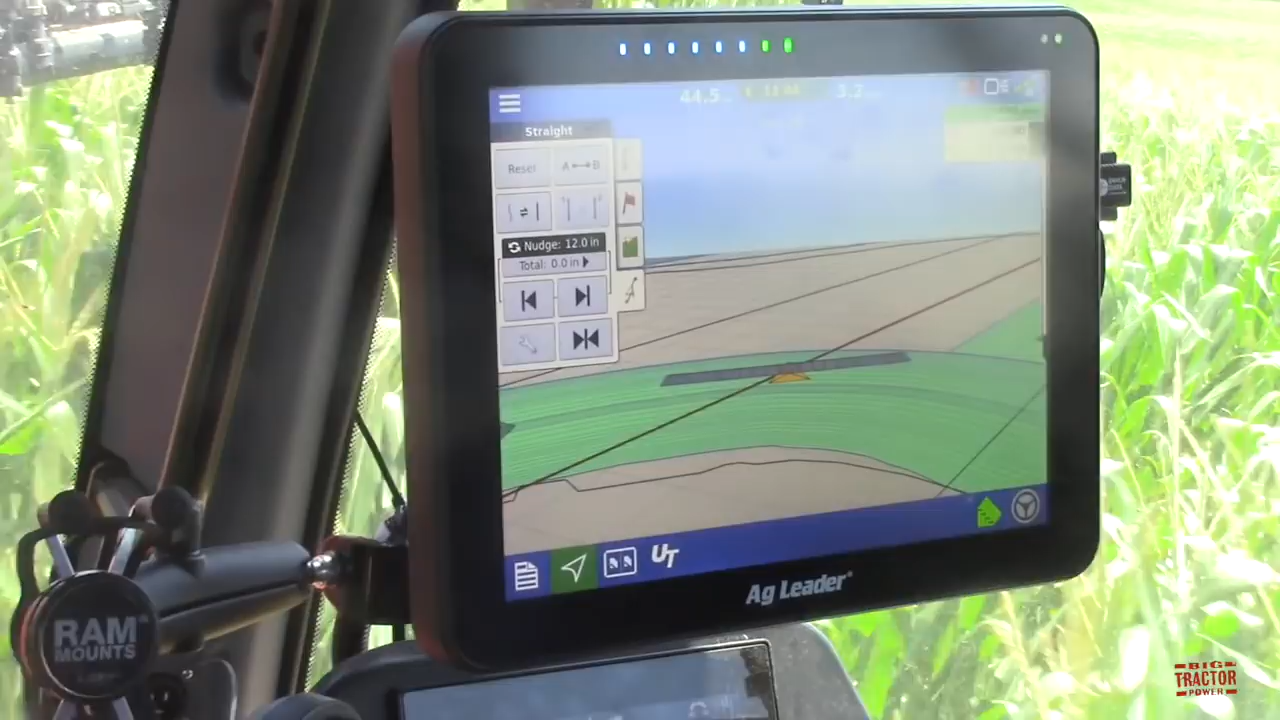 44.5
3.2
Straight
Reset
A B
Nudge: 12.0 in
Total: 0.0 in
UT
Ag Leader
RAM
MOUNTS
BIG
TRACTOR
POWER